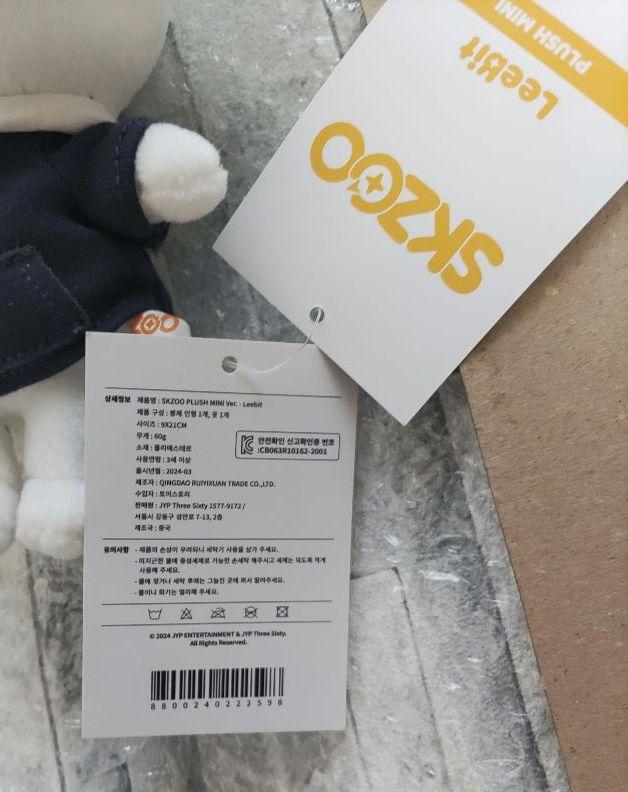 PLUSH MINI
Leebit
SKZOO
ZOO
상세정보 제품명 : SKZOO PLUSH MINI Ver. - Leebit
제품 구성 : 봉제 인형 1개, 옷 1개
사이즈 : 9X21CM
무게 : 60g
소재 : 폴리에스테르
사용연령 : 3세 이상
출시년월 : 2024-03
제조자 : QINGDAO RUIYIXUAN TRADE CO.,LTD.
수입자 : 토이스토리
판매원 : JYP Three Sixty 1577-9172 /
서울시 강동구 성안로 7-13, 2층
제조국 : 중국
안전확인 신고확인증 번호
:CB063R10162-2001
유의사항 - 제품의 손상이 우려되니 세탁기 사용을 삼가 주세요.
- 미지근한 물에 중성세제로 가능한 손세탁 해주시고 세제는 되도록 적게
사용해 주세요.
- 물에 젖거나 세탁 후에는 그늘진 곳에 펴서 말려주세요.
- 불이나 화기는 멀리해 주세요.
© 2024 JYP ENTERTAINMENT & JYP Three Sixty.
All Rights Reserved.
8800240222598